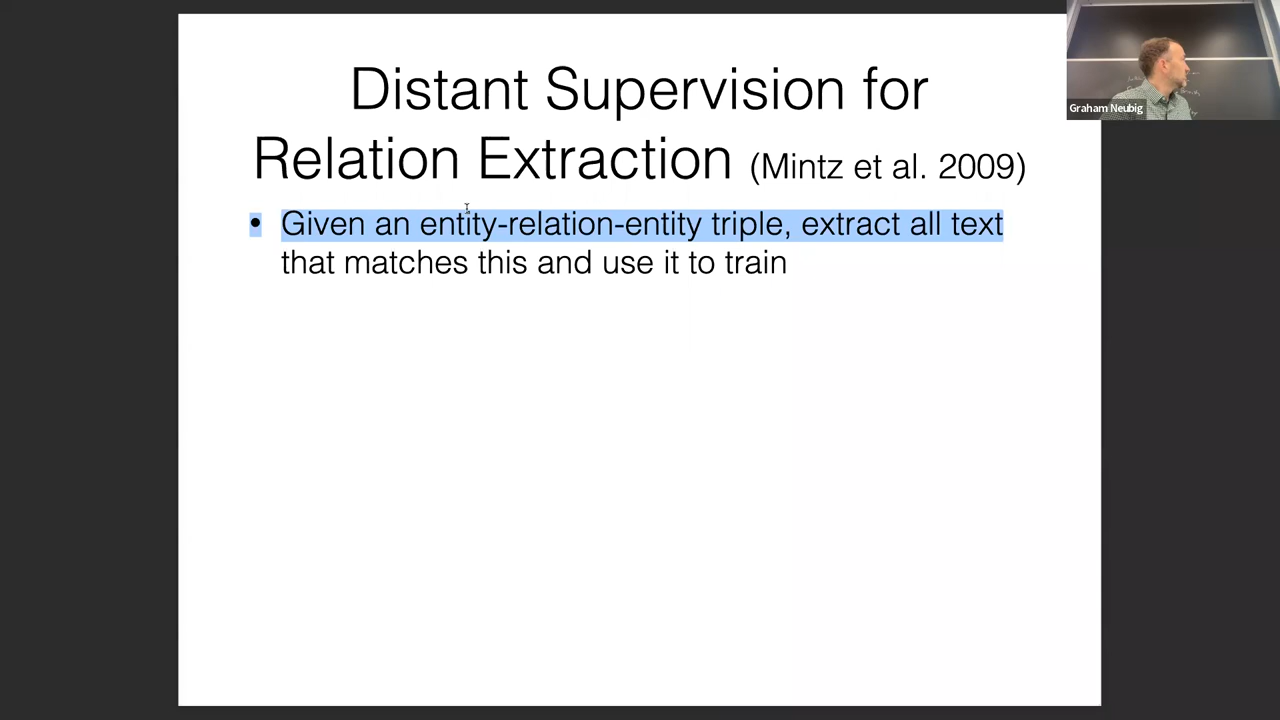 Distant Supervision for
Relation Extraction (Mintz et al. 2009)
• Given an entity-relation-entity triple, extract all text
that matches this and use it to train
Graham Neubig